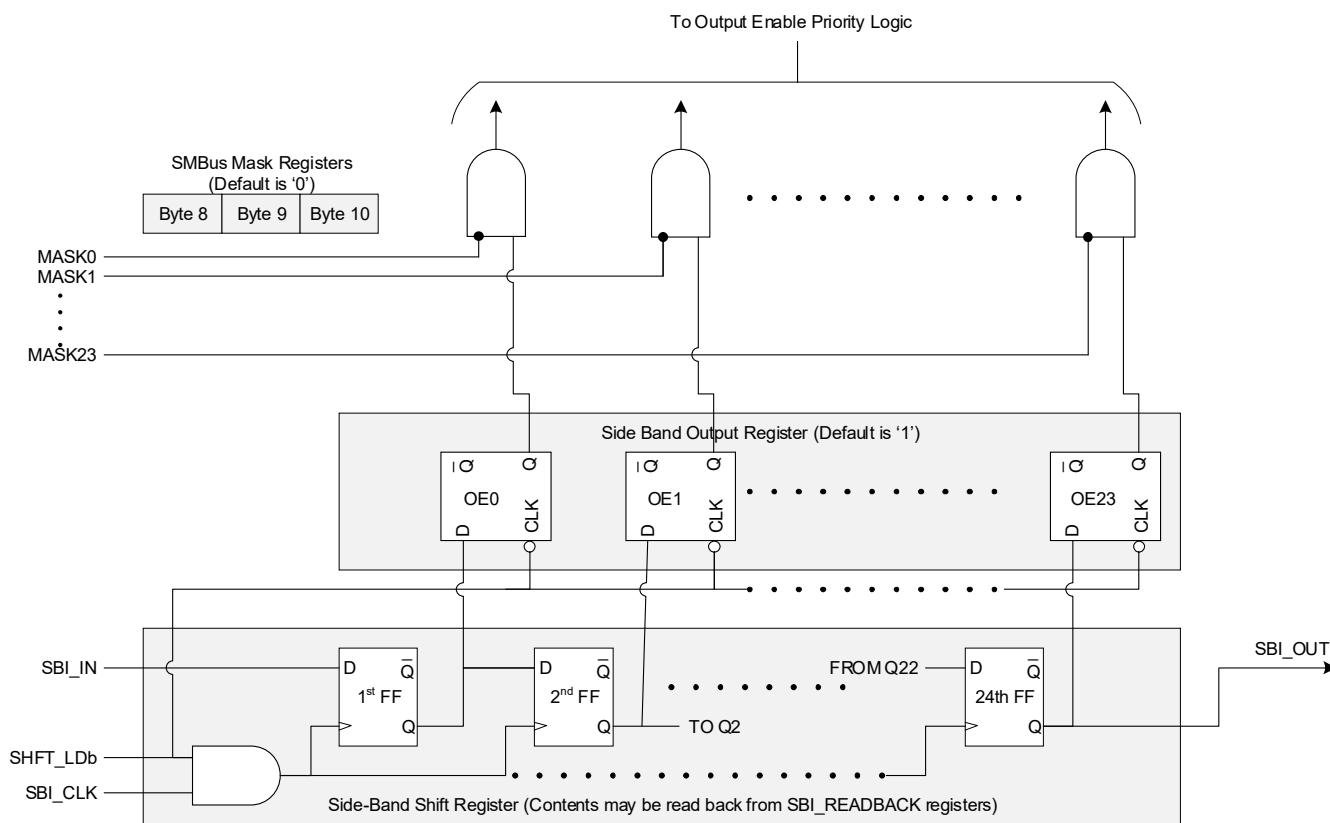 To Output Enable Priority Logic
SMBus Mask Registers
(Default is ‘0’)
Byte 8 Byte 9 Byte 10
MASK0
MASK1
MASK23
Side Band Output Register (Default is ‘1’)
Q̅ Q Q̅ Q Q̅ Q
OE0 OE1 OE23
D CLK D CLK D CLK
SBI_IN D Q̅ D Q̅ FROM Q22 D Q̅ SBI_OUT
1st FF 2nd FF 24th FF
Q Q TO Q2 Q
SHFT_LDb
SBI_CLK
Side-Band Shift Register (Contents may be read back from SBI_READBACK registers)